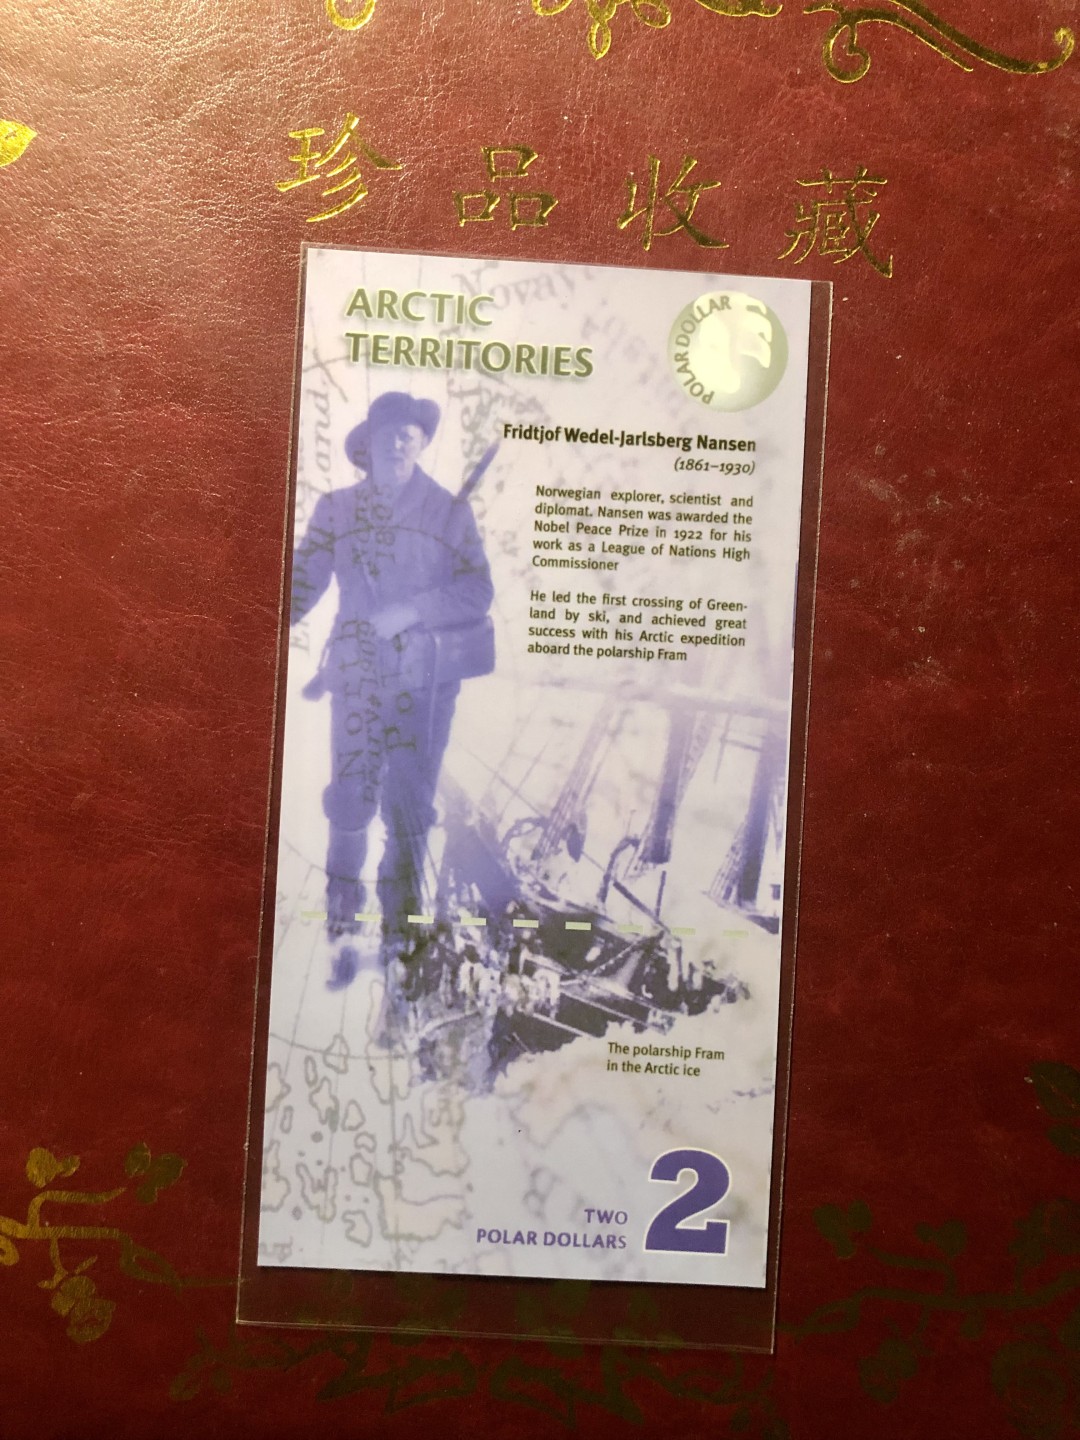 珍品收藏
ARCTIC
TERRITORIES
POLAR DOLLAR
Fridtjof Wedel-Jarlsberg Nansen
(1861–1930)
Norwegian explorer, scientist and
diplomat. Nansen was awarded the
Nobel Peace Prize in 1922 for his
work as a League of Nations High
Commissioner
He led the first crossing of Green-
land by ski, and achieved great
success with his Arctic expedition
aboard the polarship Fram
North
Pole
The polarship Fram
in the Arctic ice
TWO
POLAR DOLLARS
2